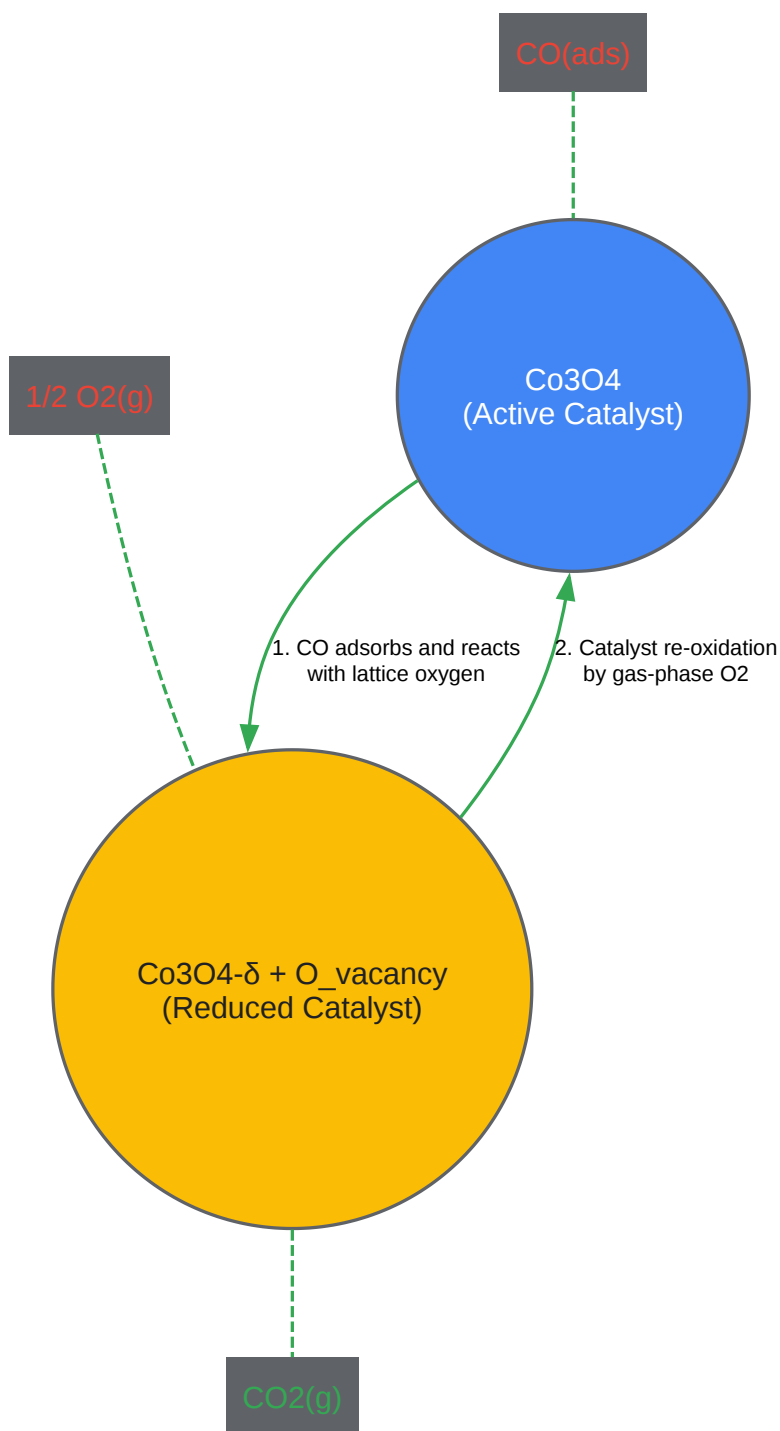 CO(ads)
Co3O4
(Active Catalyst)
1/2 O2(g)
1. CO adsorbs and reacts
with lattice oxygen
2. Catalyst re-oxidation
by gas-phase O2
Co3O4-δ + O_vacancy
(Reduced Catalyst)
CO2(g)